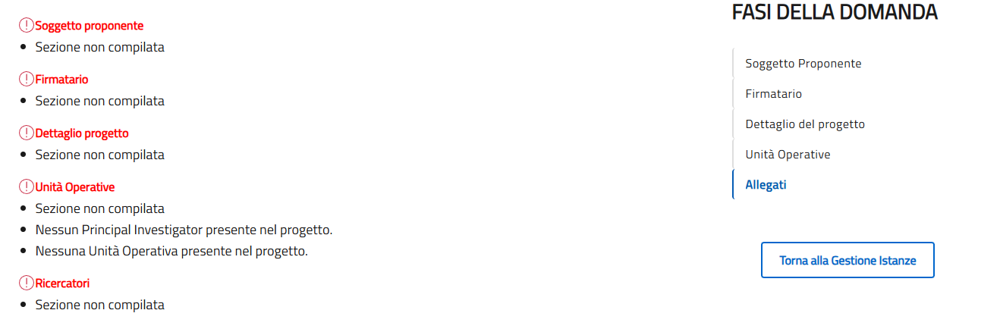 Soggetto proponente
Sezione non compilata
Firmatario
Sezione non compilata
Dettaglio progetto
Sezione non compilata
Unità Operative
Sezione non compilata
Nessun Principal Investigator presente nel progetto.
Nessuna Unità Operativa presente nel progetto.
Ricercatori
Sezione non compilata
FASI DELLA DOMANDA
Soggetto Proponente
Firmatario
Dettaglio del progetto
Unità Operative
Allegati
Torna alla Gestione Istanze